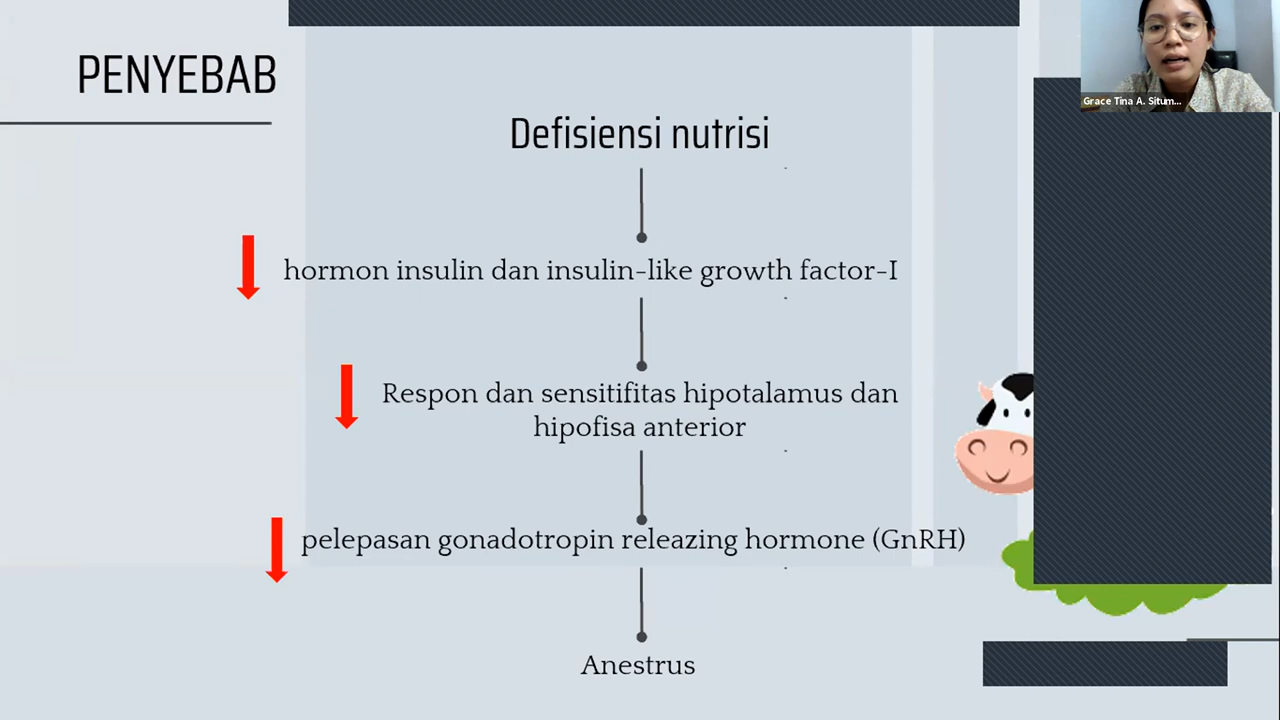 PENYEBAB
Grace Tina A. Situm...
Defisiensi nutrisi
hormon insulin dan insulin-like growth factor-I
Respon dan sensitifitas hipotalamus dan
hipofisa anterior
pelepasan gonadotropin releazing hormone (GnRH)
Anestrus